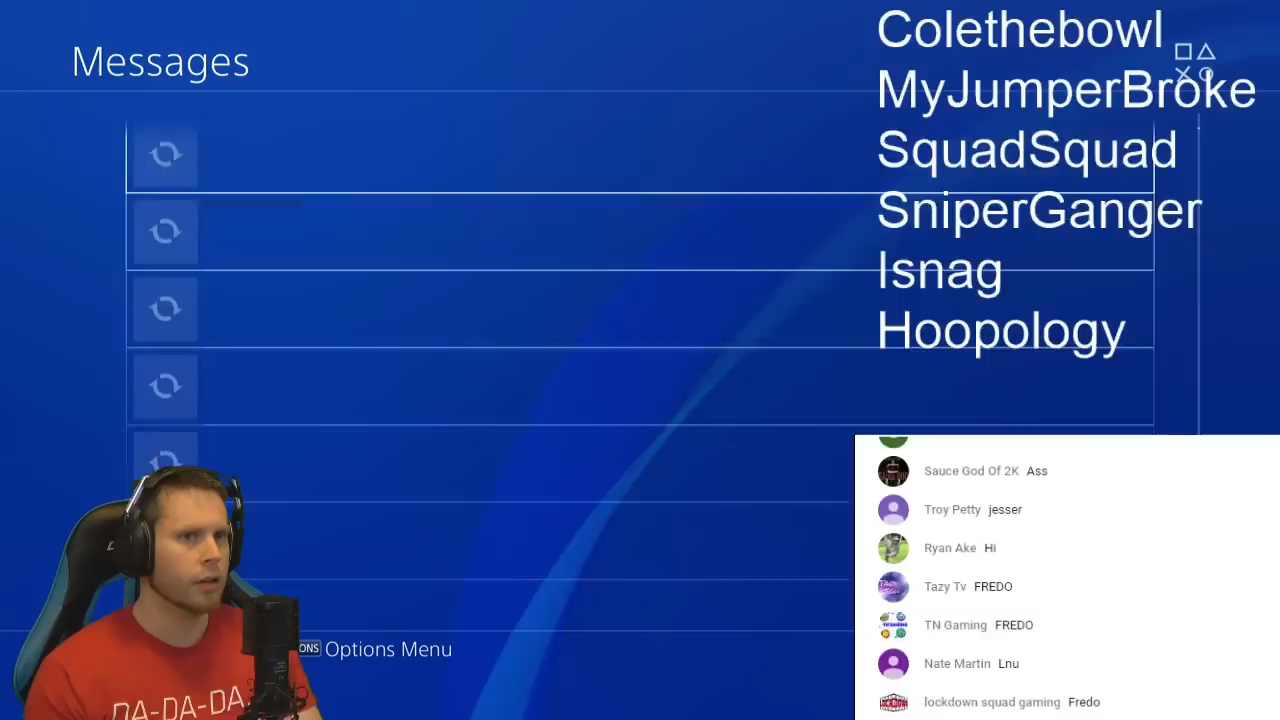 Messages
Colethebowl
MyJumperBroke
SquadSquad
SniperGanger
Isnag
Hoopology
Sauce God Of 2K Ass
Troy Petty jesser
Ryan Ake Hi
Tazy Tv FREDO
TN Gaming FREDO
Nate Martin Lnu
lockdown squad gaming Fredo
ONS Options Menu
DA-DA-DA